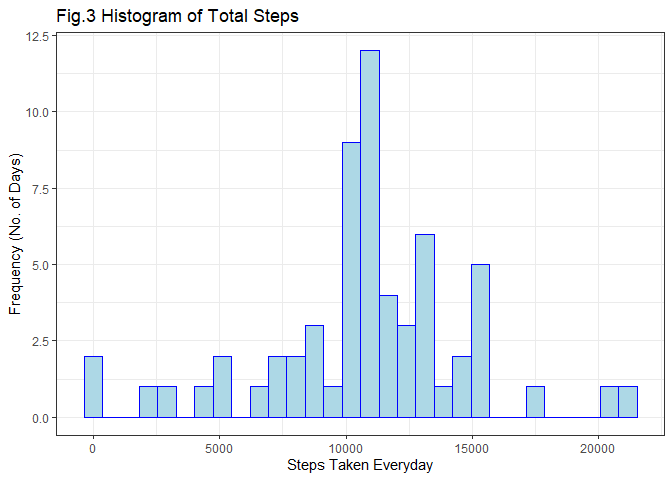 Fig.3 Histogram of Total Steps
12.5
10.0
7.5
5.0
2.5
0.0
Frequency (No. of Days)
0 5000 10000 15000 20000
Steps Taken Everyday